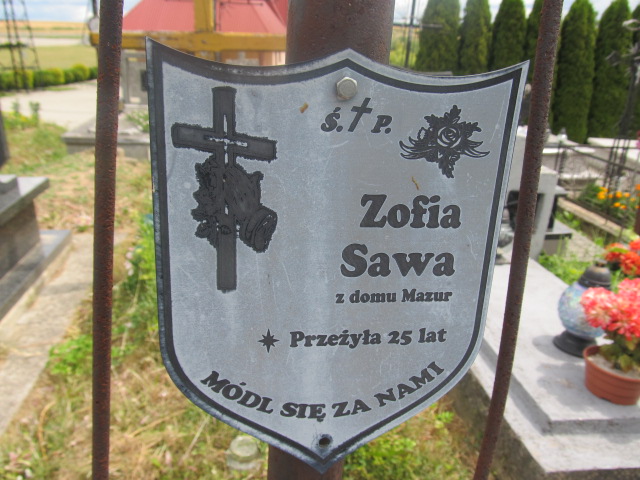 Ś. † P.
Zofia
Sawa
z domu Mazur
✴ Przeżyła 25 lat
MÓDL SIĘ ZA NAMI